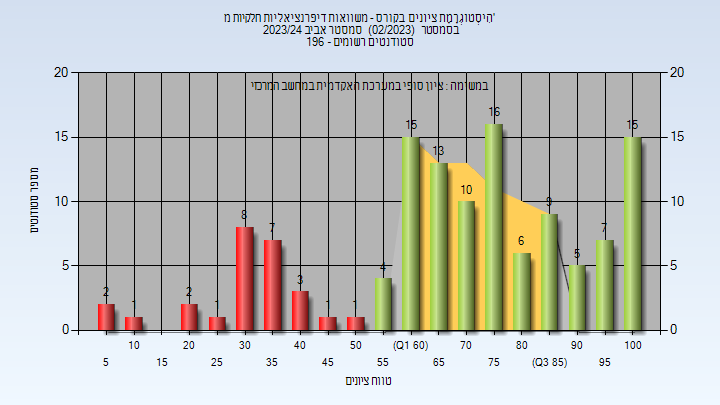 היסטוגרמת ציונים בקורס - משוואות דיפרנציאליות חלקיות מ'
בסמסטר (02/2023) סמסטר אביב 2023/24
סטודנטים רשומים - 196
במשימה : ציון סופי במערכת האקדמית במחשב המרכזי
20 20
15 15
10 10
5 5
0 0
מספר סטודנטים
2 1 2 1 8 7 3 1 1 4 15 13 10 16 6 9 5 7 15
10 20 30 40 50 (Q1 60) 70 80 90 100
5 15 25 35 45 55 65 75 (Q3 85) 95
טווח ציונים